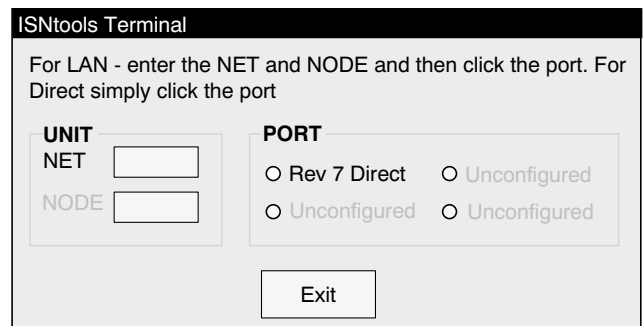 ISNtools Terminal
For LAN - enter the NET and NODE and then click the port. For
Direct simply click the port
UNIT
NET
NODE
PORT
Rev 7 Direct
Unconfigured
Unconfigured
Unconfigured
Exit